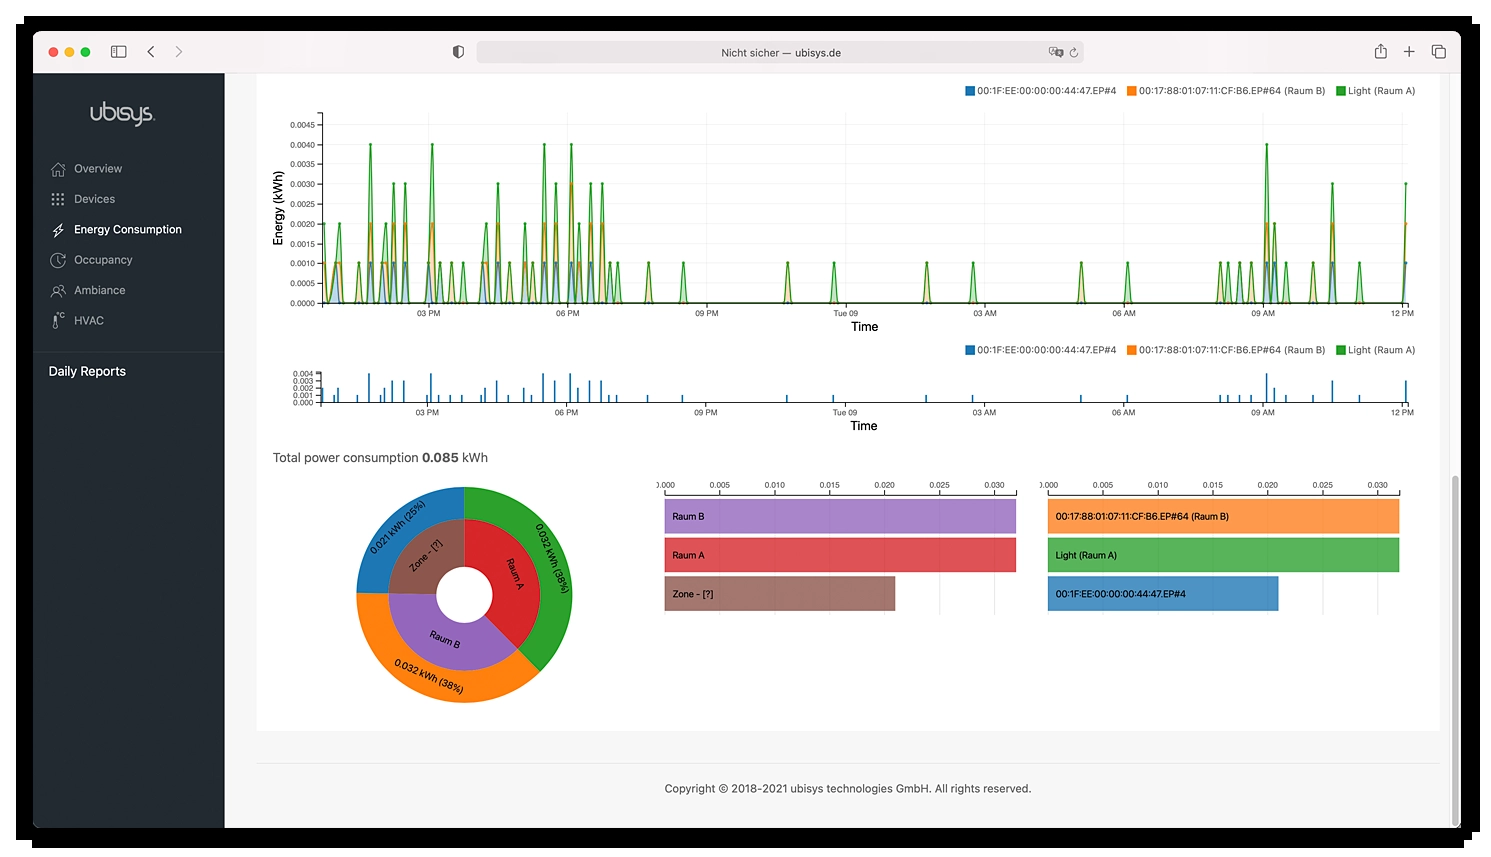 Nicht sicher — ubisys.de
ubisys.
Overview
Devices
Energy Consumption
Occupancy
Ambiance
°C
HVAC
Daily Reports
00:1F:EE:00:00:00:44:47.EP#4 00:17:88:01:07:11:CF:B6.EP#64 (Raum B) Light (Raum A)
Energy (kWh)
0.0045
0.0040
0.0035
0.0030
0.0025
0.0020
0.0015
0.0010
0.0005
0.0000
03 PM 06 PM 09 PM Tue 09 03 AM 06 AM 09 AM 12 PM
Time
00:1F:EE:00:00:00:44:47.EP#4 00:17:88:01:07:11:CF:B6.EP#64 (Raum B) Light (Raum A)
0.004
0.003
0.002
0.001
0.000
03 PM 06 PM 09 PM Tue 09 03 AM 06 AM 09 AM 12 PM
Time
Total power consumption 0.085 kWh
0.021 kWh (25%)
0.032 kWh (38%)
Zone - [?]
Raum A
Raum B
0.032 kWh (38%)
0.000 0.005 0.010 0.015 0.020 0.025 0.030
Raum B
Raum A
Zone - [?]
0.000 0.005 0.010 0.015 0.020 0.025 0.030
00:17:88:01:07:11:CF:B6.EP#64 (Raum B)
Light (Raum A)
00:1F:EE:00:00:00:44:47.EP#4
Copyright © 2018-2021 ubisys technologies GmbH. All rights reserved.